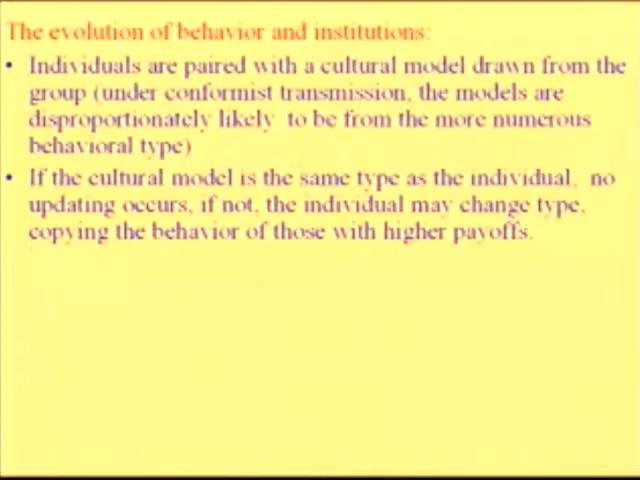 The evolution of behavior and institutions:
• Individuals are paired with a cultural model drawn from the
group (under conformist transmission, the models are
disproportionately likely to be from the more numerous
behavioral type)
• If the cultural model is the same type as the individual, no
updating occurs, if not, the individual may change type,
copying the behavior of those with higher payoffs.